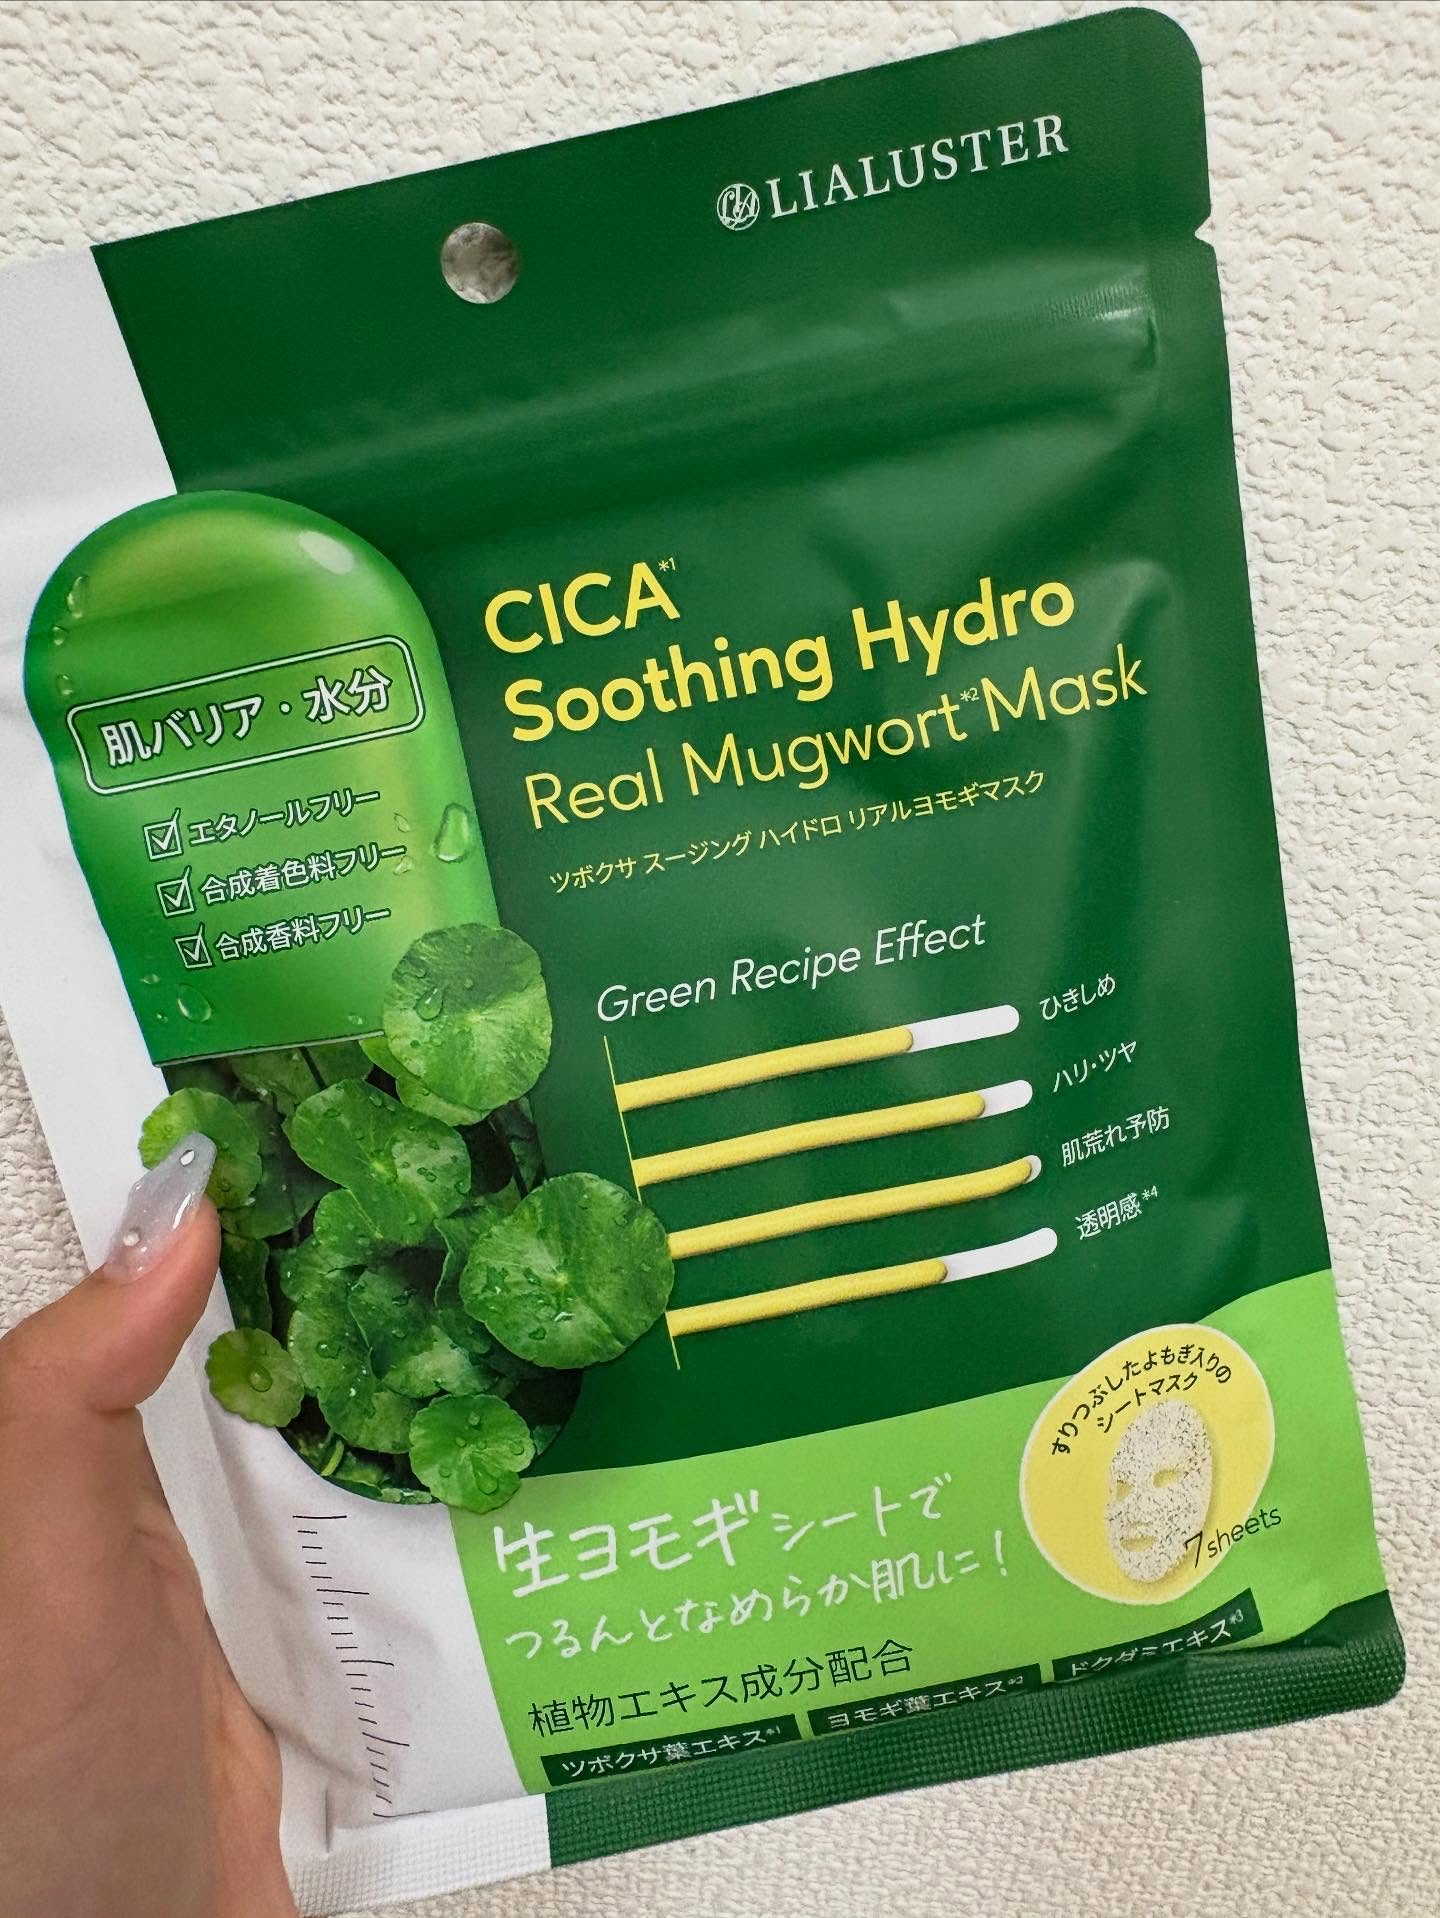 LIALUSTER
肌バリア・水分
エタノールフリー
合成着色料フリー
合成香料フリー
CICA*1
Soothing Hydro
Real Mugwort*2 Mask
ツボクサ スージング ハイドロ リアルヨモギマスク
Green Recipe Effect
ひきしめ
ハリ・ツヤ
肌荒れ予防
透明感*4
すりつぶしたよもぎ入りの
シートマスク
7sheets
生ヨモギシートで
つるんとなめらか肌に!
植物エキス成分配合
ツボクサ葉エキス*1
ヨモギ葉エキス*2
ドクダミエキス*3